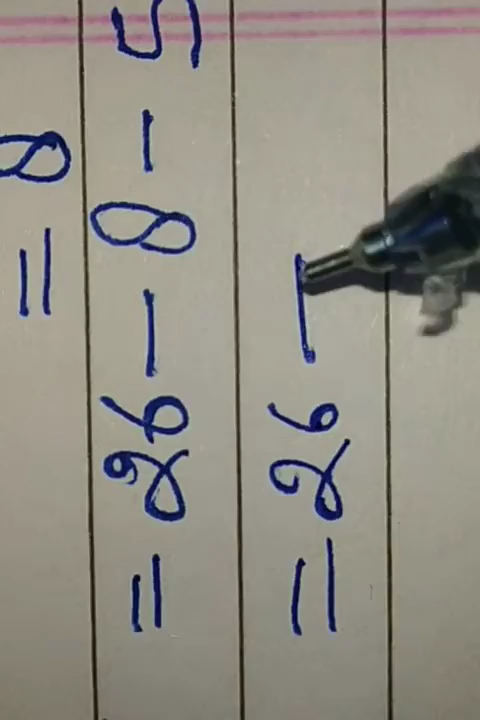 = 8
= 26 - 8 - 5
= 26 -